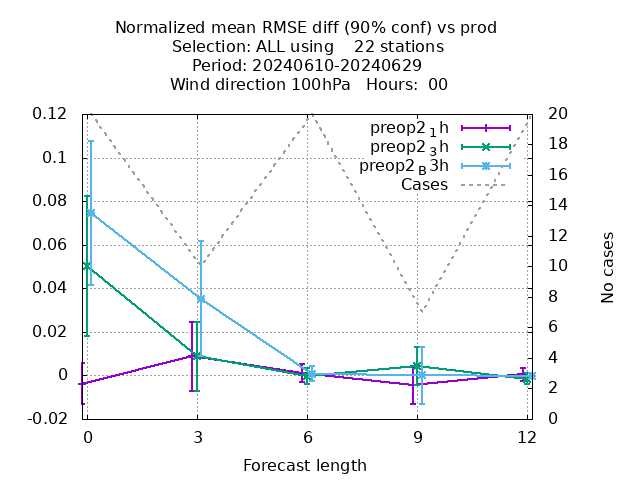 Normalized mean RMSE diff (90% conf) vs prod
Selection: ALL using    22 stations
Period: 20240610-20240629
Wind direction 100hPa   Hours:  00
preop2 1h
preop2 3h
preop2 B3h
Cases
0.12
0.1
0.08
0.06
0.04
0.02
0
-0.02
20
18
16
14
12
10
8
6
4
2
0
No cases
0 3 6 9 12
Forecast length